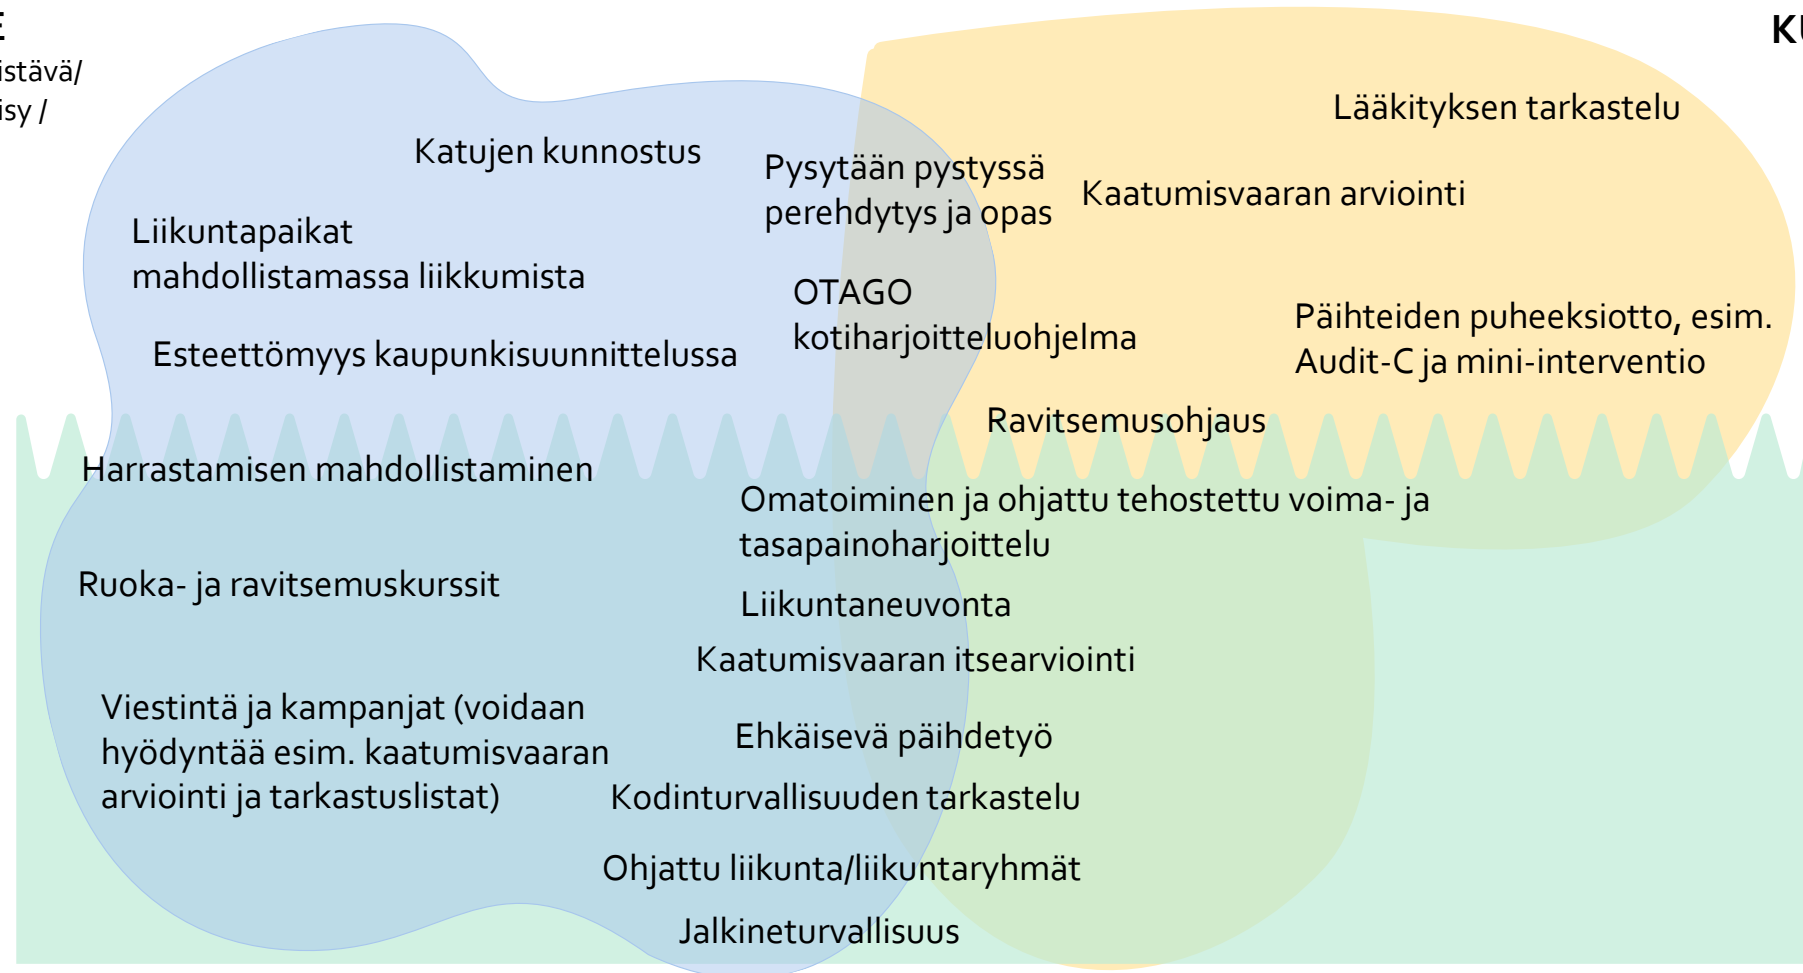 E
istävä/
isy /
KU
Lääkityksen tarkastelu
Katujen kunnostus
Pysytään pystyssä
perehdytys ja opas
Kaatumisvaaran arviointi
Liikuntapaikat
mahdollistamassa liikkumista
OTAGO
kotiharjoitteluohjelma
Päihteiden puheeksiotto, esim.
Audit-C ja mini-interventio
Esteettömyys kaupunkisuunnittelussa
Ravitsemusohjaus
Harrastamisen mahdollistaminen
Omatoiminen ja ohjattu tehostettu voima- ja
tasapainoharjoittelu
Ruoka- ja ravitsemuskurssit
Liikuntaneuvonta
Kaatumisvaaran itsearviointi
Viestintä ja kampanjat (voidaan
hyödyntää esim. kaatumisvaaran
arviointi ja tarkastuslistat)
Ehkäisevä päihdetyö
Kodinturvallisuuden tarkastelu
Ohjattu liikunta/liikuntaryhmät
Jalkineturvallisuus